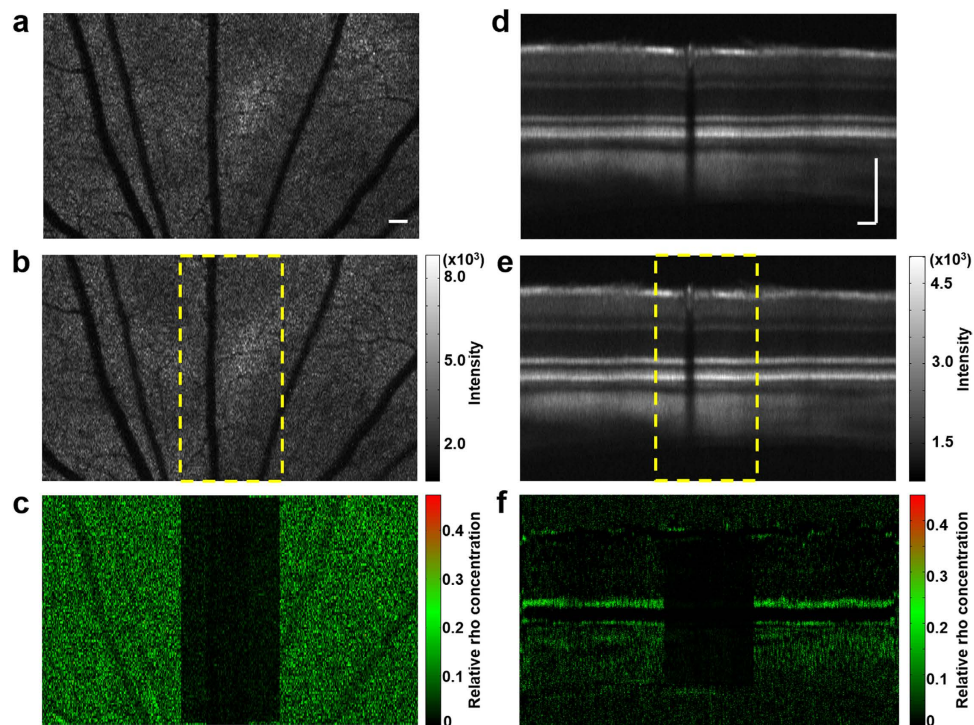 a
d
b
(x10³)
8.0
5.0
2.0
Intensity
e
(x10³)
4.5
3.0
1.5
Intensity
c
0.4
0.3
0.2
0.1
0
Relative rho concentration
f
0.4
0.3
0.2
0.1
0
Relative rho concentration